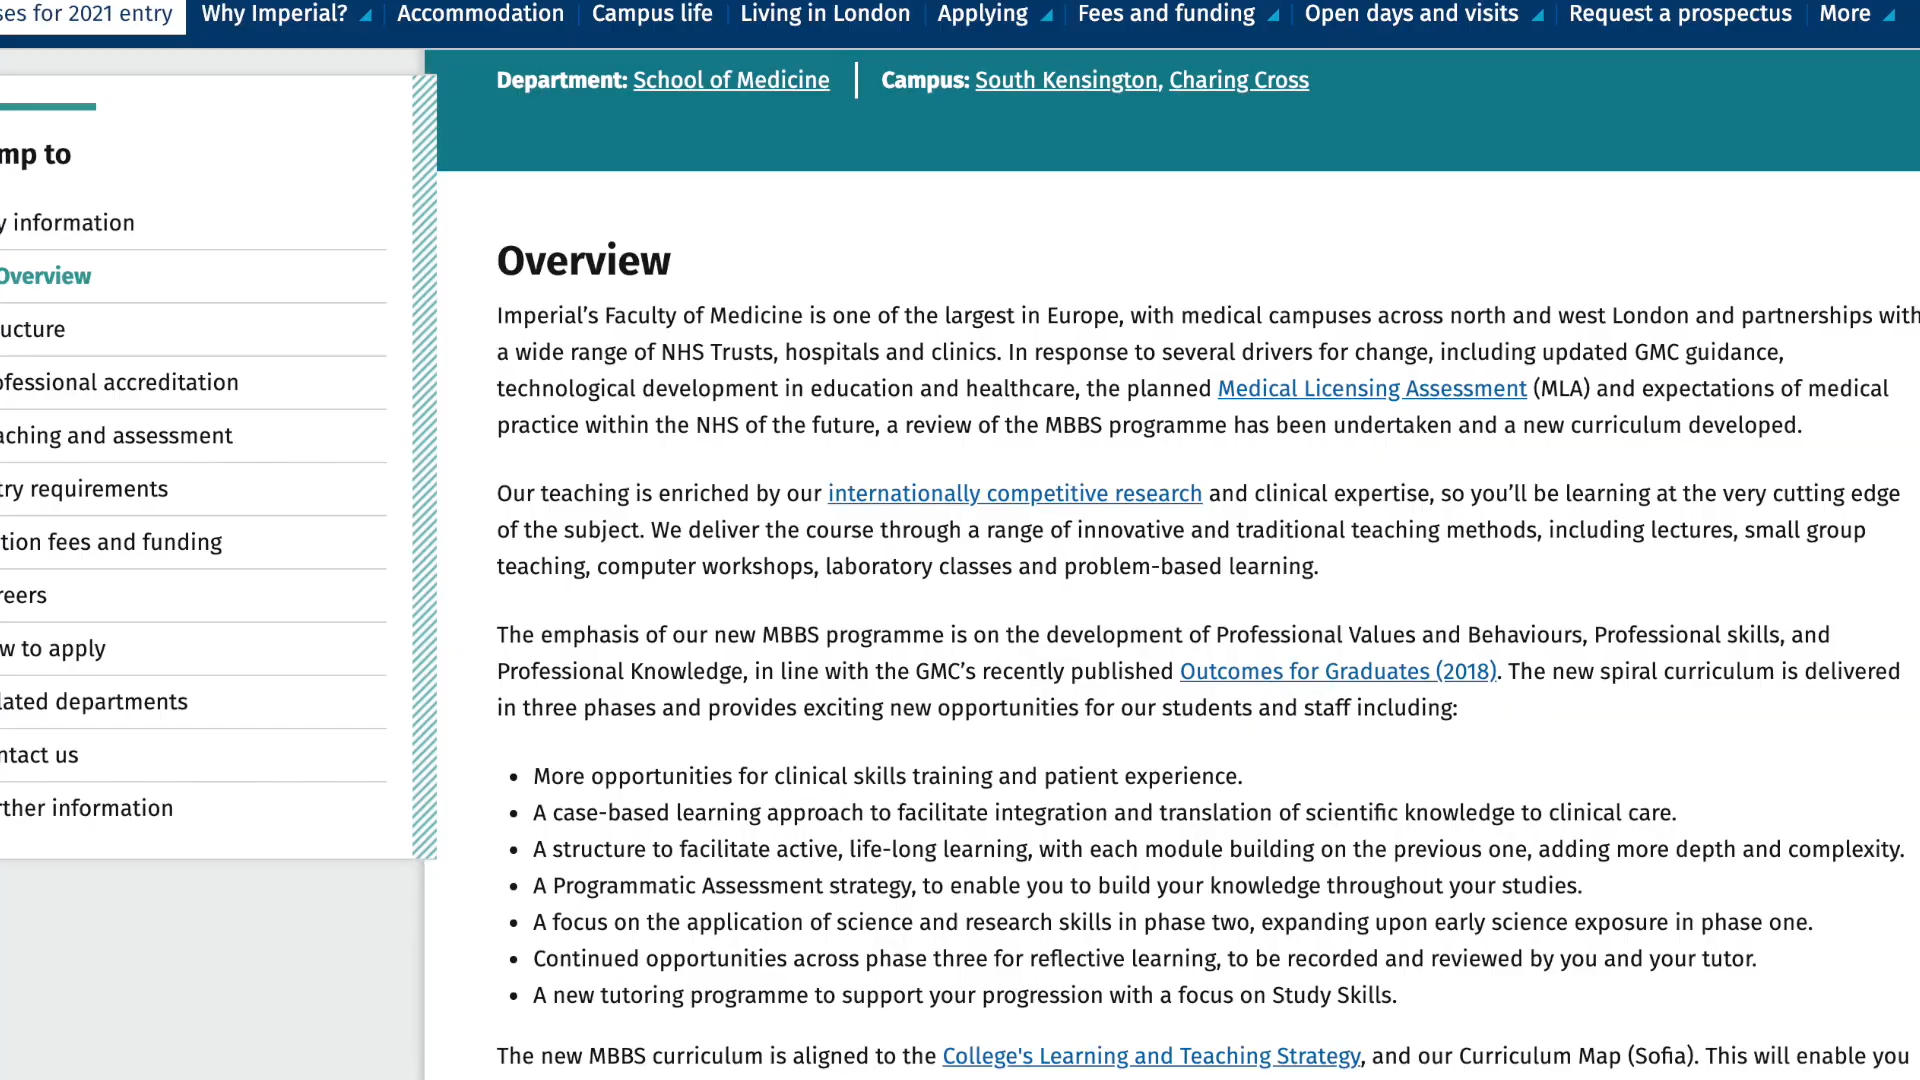 ses for 2021 entry Why Imperial? Accommodation Campus life Living in London Applying Fees and funding Open days and visits Request a prospectus More
Department: School of Medicine Campus: South Kensington, Charing Cross
mp to
y information
Overview
ucture
ofessional accreditation
aching and assessment
try requirements
tion fees and funding
reers
w to apply
lated departments
ntact us
rther information
Overview
Imperial’s Faculty of Medicine is one of the largest in Europe, with medical campuses across north and west London and partnerships with
a wide range of NHS Trusts, hospitals and clinics. In response to several drivers for change, including updated GMC guidance,
technological development in education and healthcare, the planned Medical Licensing Assessment (MLA) and expectations of medical
practice within the NHS of the future, a review of the MBBS programme has been undertaken and a new curriculum developed.
Our teaching is enriched by our internationally competitive research and clinical expertise, so you’ll be learning at the very cutting edge
of the subject. We deliver the course through a range of innovative and traditional teaching methods, including lectures, small group
teaching, computer workshops, laboratory classes and problem-based learning.
The emphasis of our new MBBS programme is on the development of Professional Values and Behaviours, Professional skills, and
Professional Knowledge, in line with the GMC’s recently published Outcomes for Graduates (2018). The new spiral curriculum is delivered
in three phases and provides exciting new opportunities for our students and staff including:
• More opportunities for clinical skills training and patient experience.
• A case-based learning approach to facilitate integration and translation of scientific knowledge to clinical care.
• A structure to facilitate active, life-long learning, with each module building on the previous one, adding more depth and complexity.
• A Programmatic Assessment strategy, to enable you to build your knowledge throughout your studies.
• A focus on the application of science and research skills in phase two, expanding upon early science exposure in phase one.
• Continued opportunities across phase three for reflective learning, to be recorded and reviewed by you and your tutor.
• A new tutoring programme to support your progression with a focus on Study Skills.
The new MBBS curriculum is aligned to the College's Learning and Teaching Strategy, and our Curriculum Map (Sofia). This will enable you